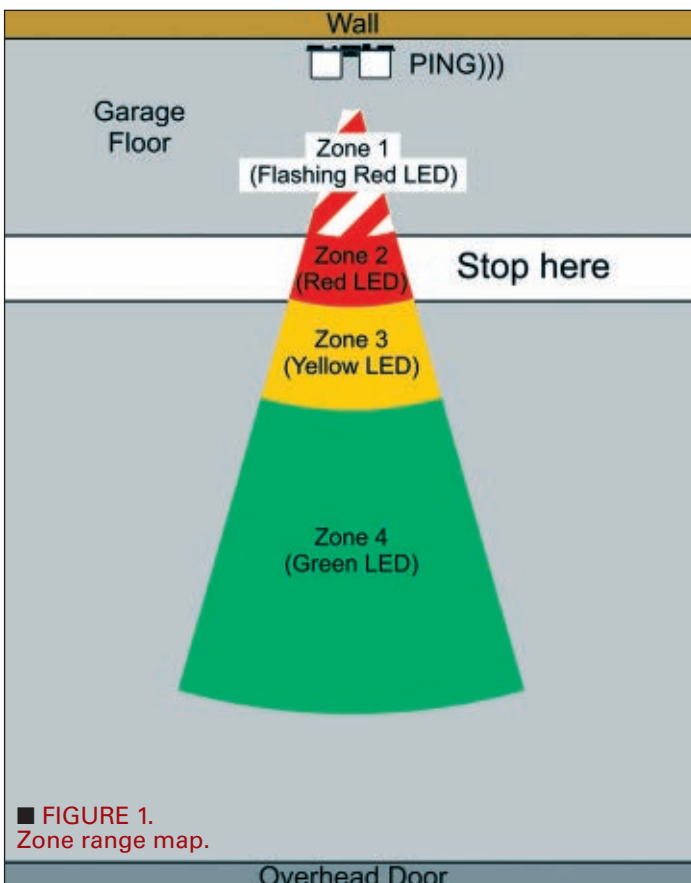 Wall
PING)))
Garage
Floor
Zone 1
(Flashing Red LED)
Zone 2
(Red LED)
Stop here
Zone 3
(Yellow LED)
Zone 4
(Green LED)
■ FIGURE 1.
Zone range map.
Overhead Door